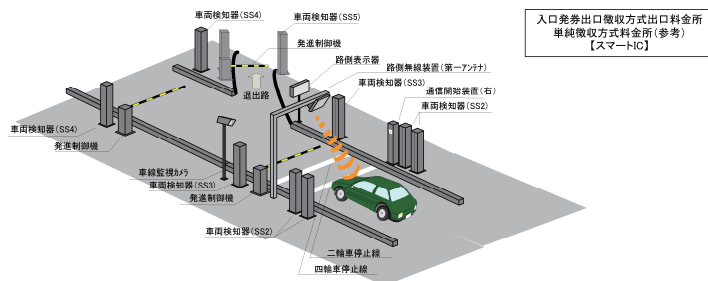 入口発券出口徴収方式出口料金所
単純徴収方式料金所(参考)
【スマートIC】
車両検知器(SS4)
車両検知器(SS5)
発進制御機
路側表示器
路側無線装置(第一アンテナ)
車両検知器(SS3)
通信開始装置(右)
車両検知器(SS2)
退出路
車両検知器(SS4)
発進制御機
車線監視カメラ
車両検知器(SS3)
発進制御機
車両検知器(SS2)
二輪車停止線
四輪車停止線